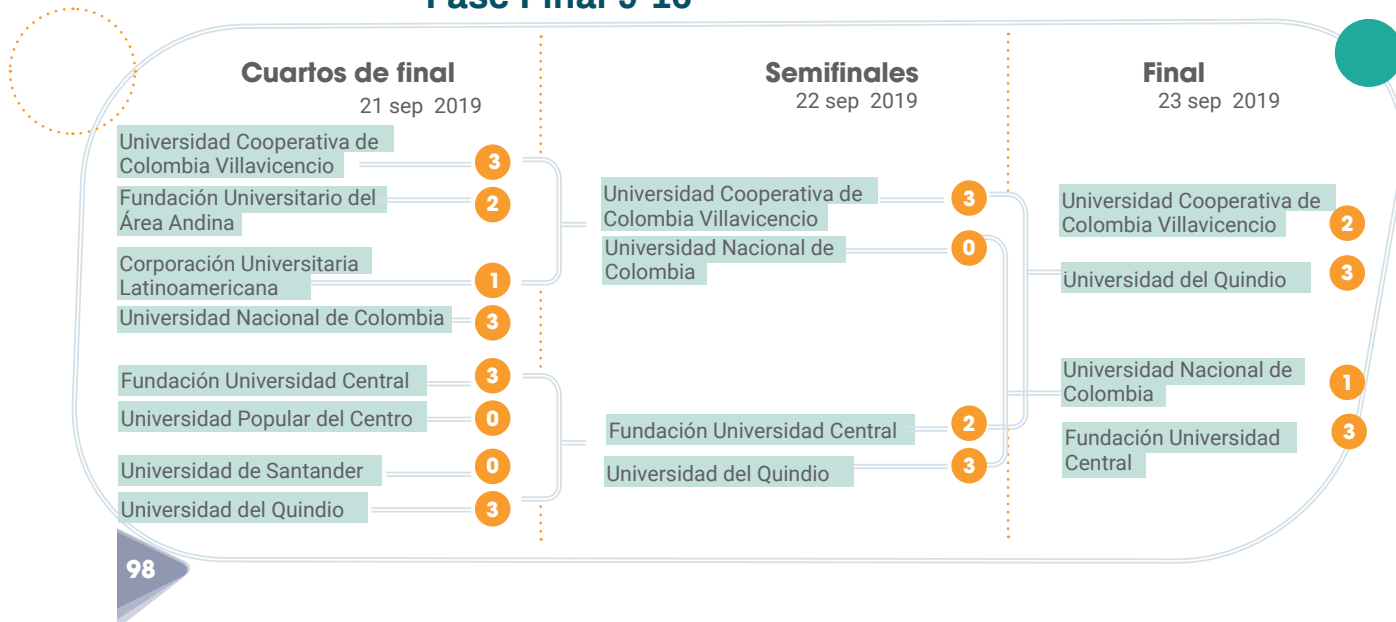 Fase Final 9-16
Cuartos de final
21 sep 2019
Universidad Cooperativa de
Colombia Villavicencio
3
Fundación Universitario del
Área Andina
2
Corporación Universitaria
Latinoamericana
1
Universidad Nacional de Colombia
3
Fundación Universidad Central
3
Universidad Popular del Centro
0
Universidad de Santander
0
Universidad del Quindio
3
Semifinales
22 sep 2019
Universidad Cooperativa de
Colombia Villavicencio
3
Universidad Nacional de
Colombia
0
Fundación Universidad Central
2
Universidad del Quindio
3
Final
23 sep 2019
Universidad Cooperativa de
Colombia Villavicencio
2
Universidad del Quindio
3
Universidad Nacional de
Colombia
1
Fundación Universidad
Central
3
98